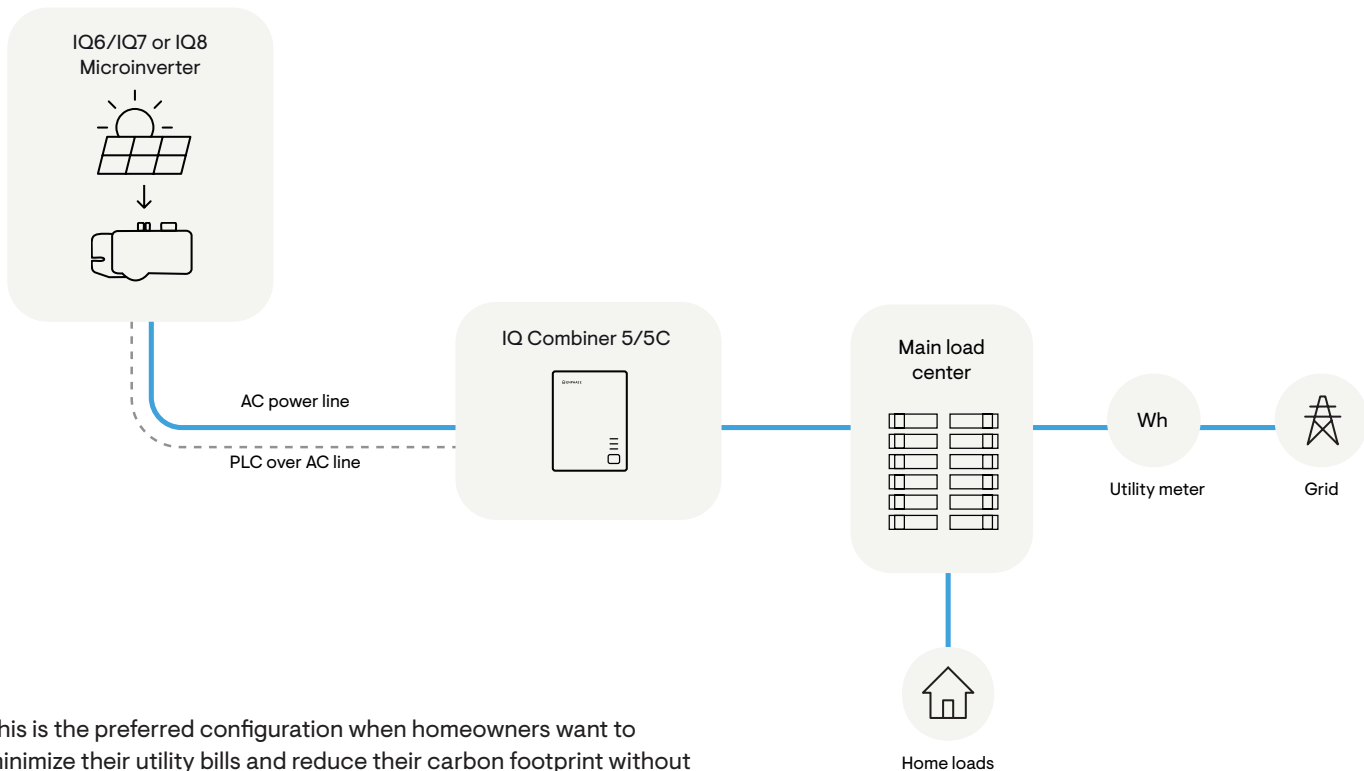 IQ6/IQ7 or IQ8
Microinverter
IQ Combiner 5/5C
ENPHASE
Main load
center
AC power line
PLC over AC line
Wh
Utility meter
Grid
Home loads
his is the preferred configuration when homeowners want to
minimize their utility bills and reduce their carbon footprint without